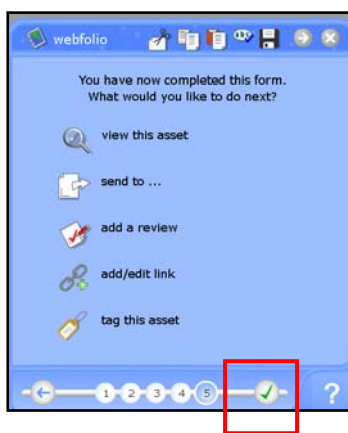 webfolio
You have now completed this form.
What would you like to do next?
view this asset
send to ...
add a review
add/edit link
tag this asset
1 2 3 4 5 ?